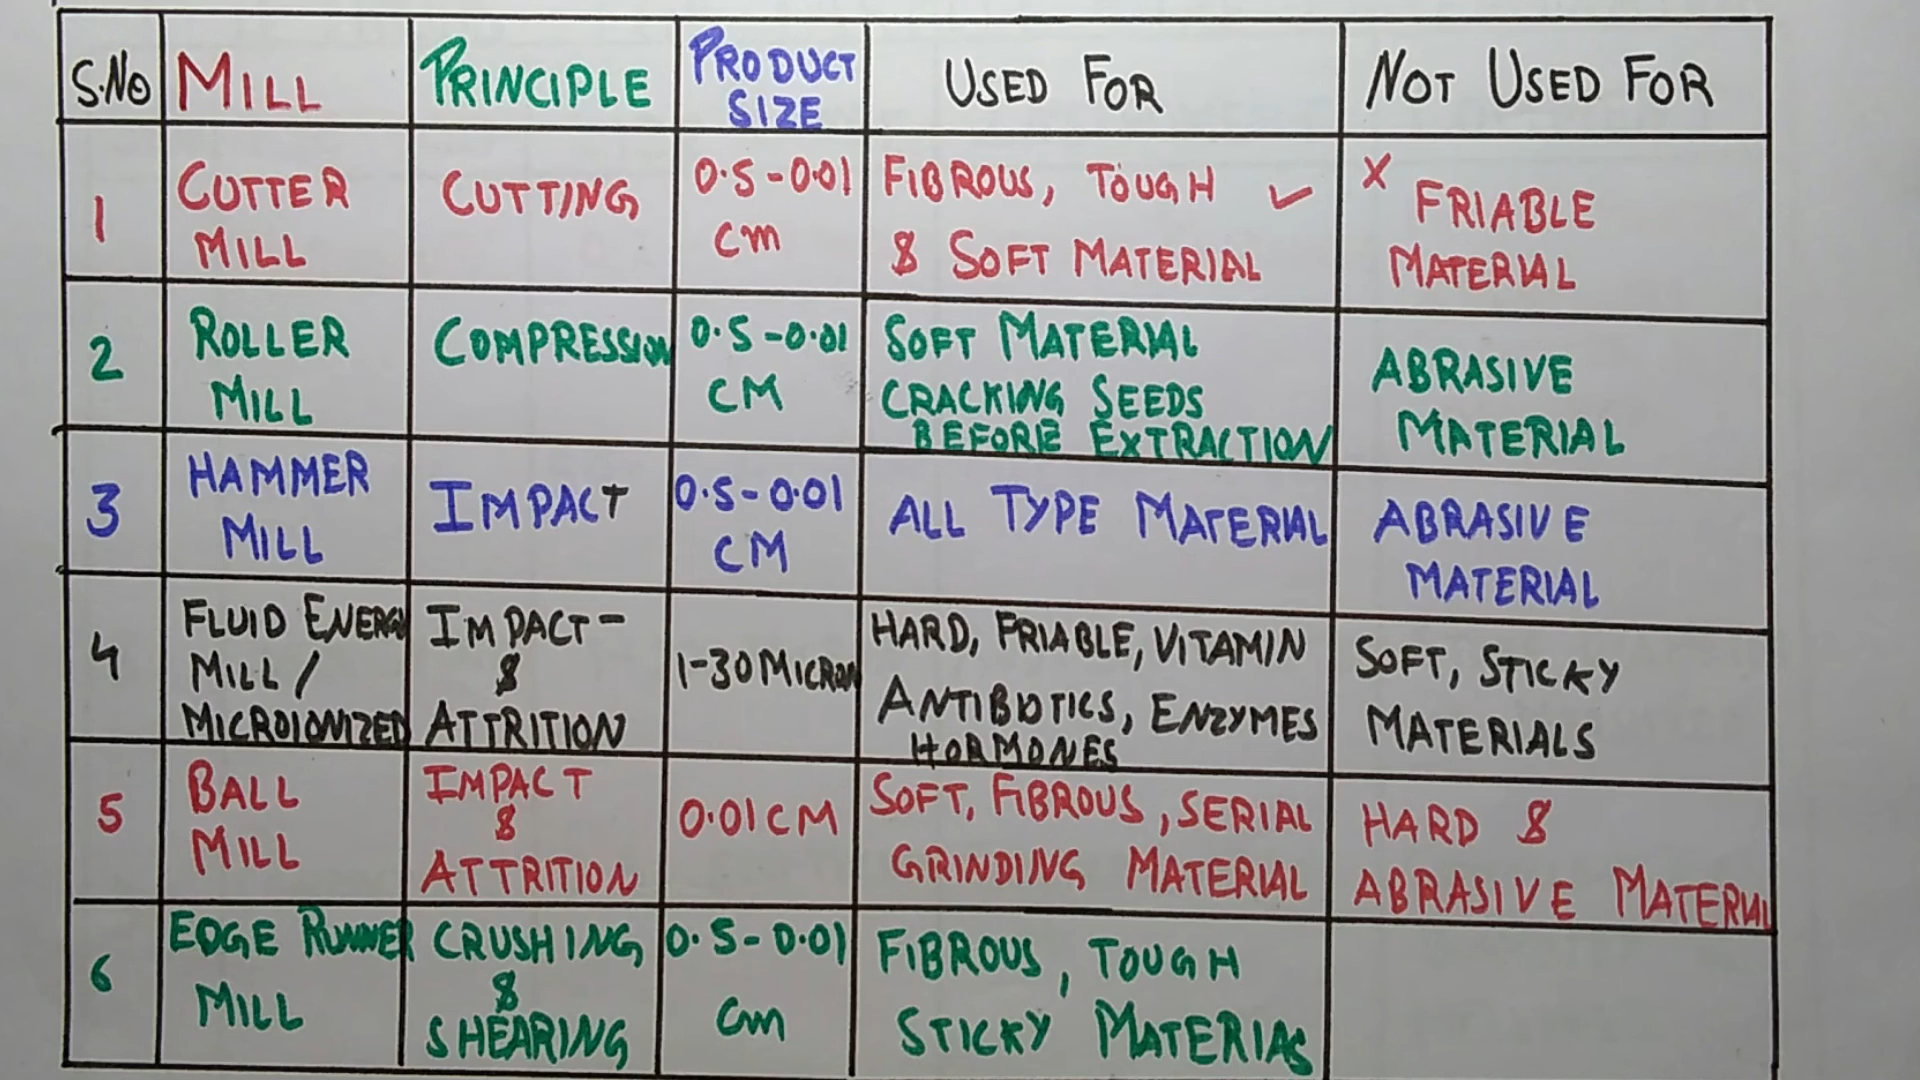 S.NO MILL PRINCIPLE PRODUCT SIZE USED FOR NOT USED FOR
1 CUTTER MILL CUTTING 0.5-0.01 cm FIBROUS, TOUGH ✓ & SOFT MATERIAL X FRIABLE MATERIAL
2 ROLLER MILL COMPRESSION 0.5-0.01 CM SOFT MATERIAL CRACKING SEEDS BEFORE EXTRACTION ABRASIVE MATERIAL
3 HAMMER MILL IMPACT 0.5-0.01 CM ALL TYPE MATERIAL ABRASIVE MATERIAL
4 FLUID ENERGY MILL / MICROIONIZED IMPACT- & ATTRITION 1-30 MICRON HARD, FRIABLE, VITAMIN ANTIBIOTICS, ENZYMES HORMONES SOFT, STICKY MATERIALS
5 BALL MILL IMPACT & ATTRITION 0.01CM SOFT, FIBROUS, SERIAL GRINDING MATERIAL HARD & ABRASIVE MATERIAL
6 EDGE RUNNER MILL CRUSHING & SHEARING 0.5-0.01 cm FIBROUS, TOUGH STICKY MATERIAS